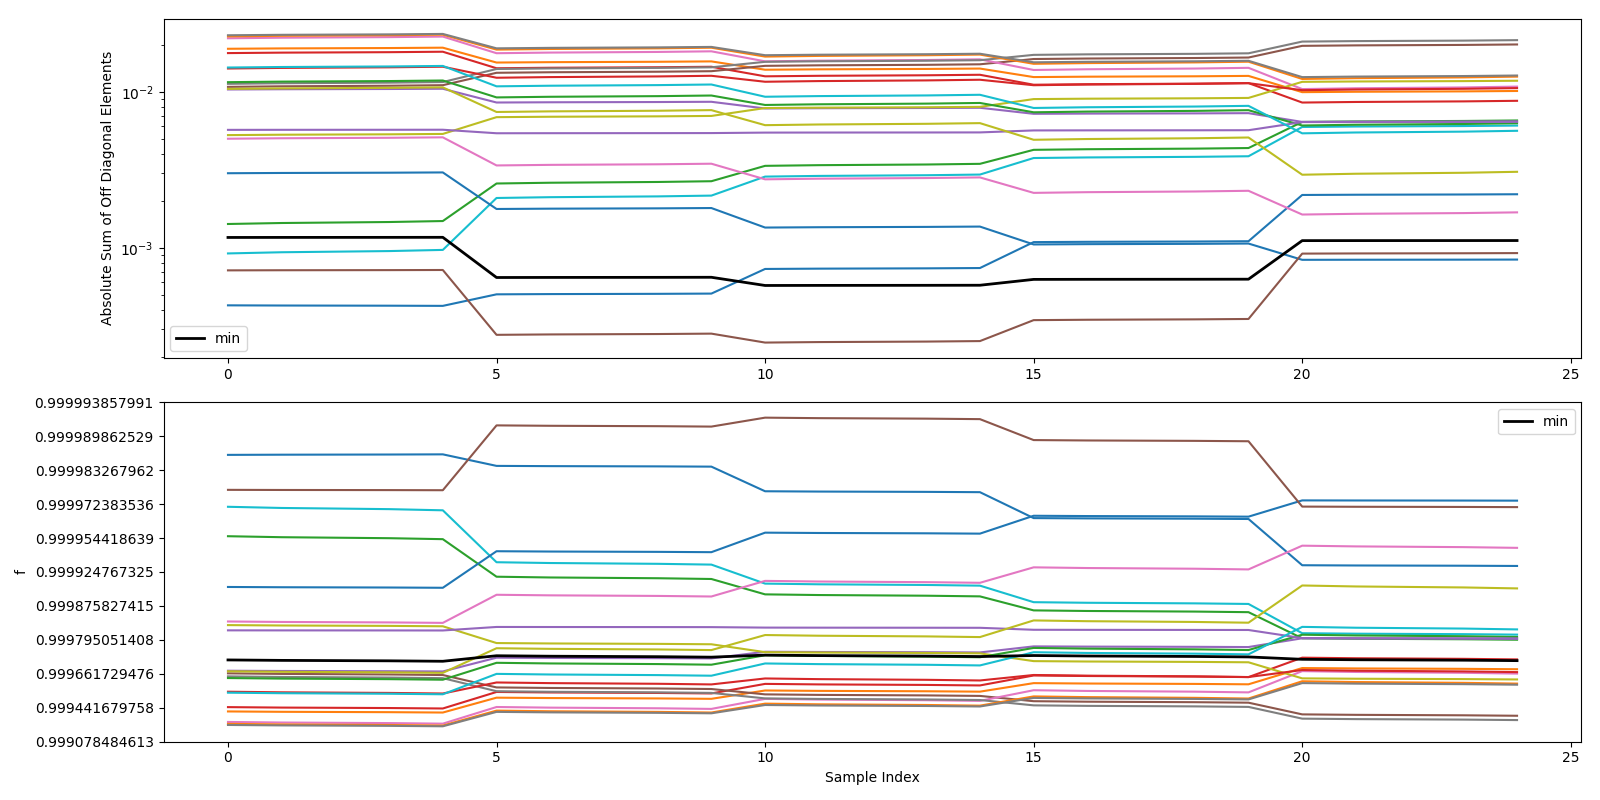 Absolute Sum of Off Diagonal Elements
10⁻²
10⁻³
min
0 5 10 15 20 25
f
0.999993857991
0.999989862529
0.999983267962
0.999972383536
0.999954418639
0.999924767325
0.999875827415
0.999795051408
0.999661729476
0.999441679758
0.999078484613
min
0 5 10 15 20 25
Sample Index